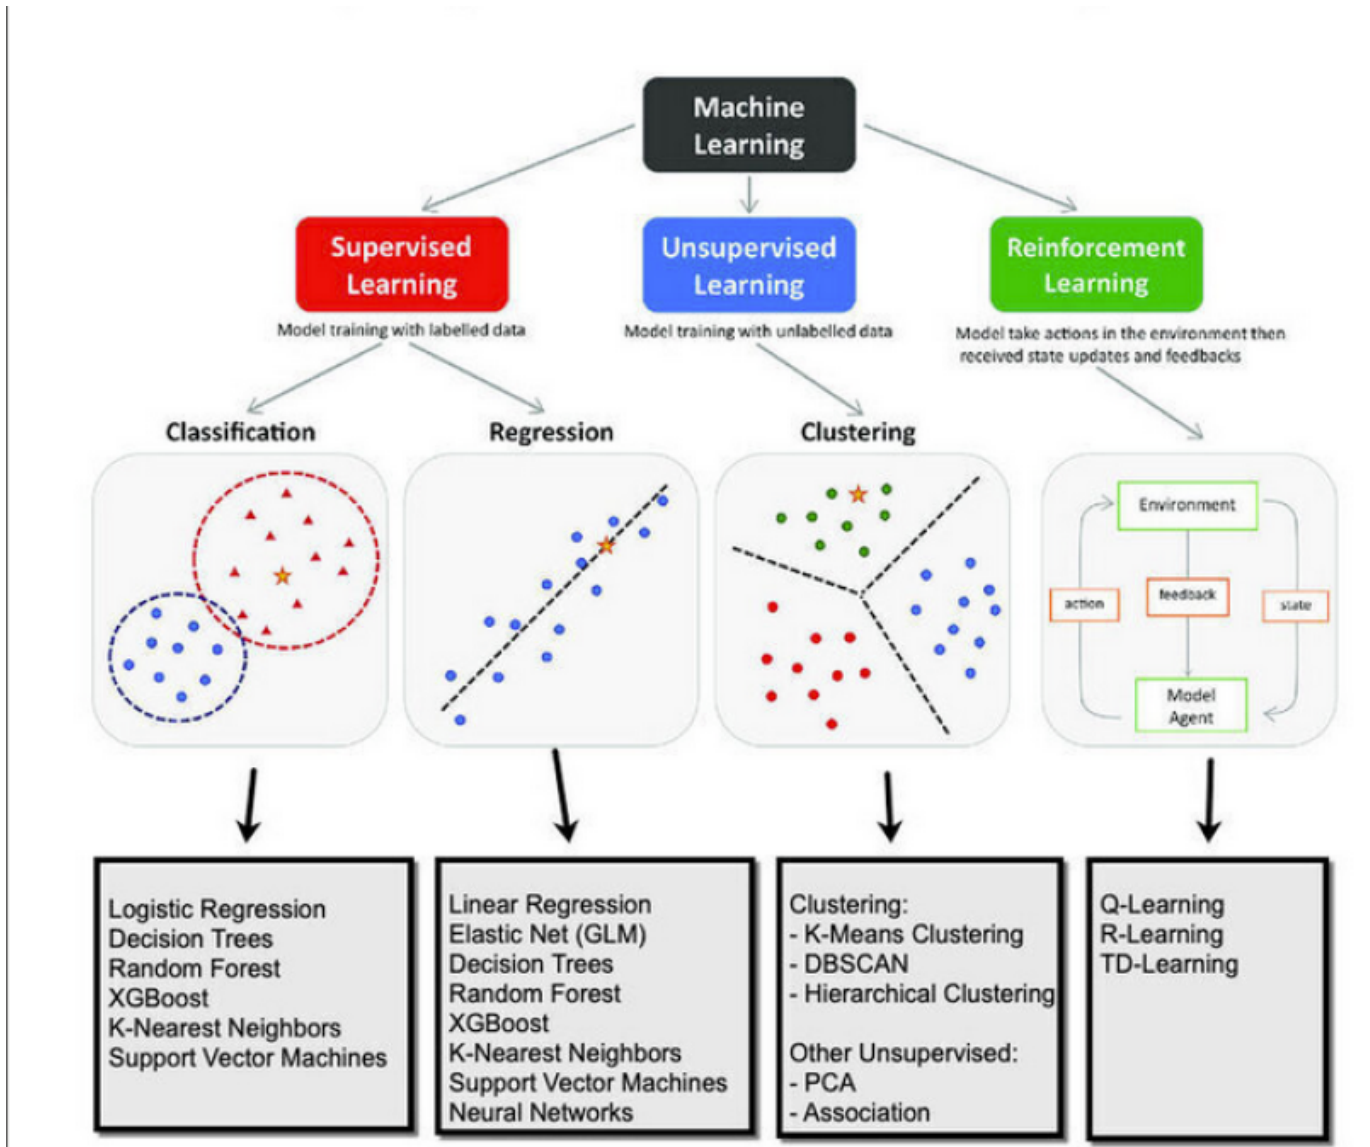 Machine
Learning
Supervised
Learning
Unsupervised
Learning
Reinforcement
Learning
Model training with labelled data
Model training with unlabelled data
Model take actions in the environment then
received state updates and feedbacks
Classification
Regression
Clustering
Environment
action
feedback
state
Model
Agent
Logistic Regression
Decision Trees
Random Forest
XGBoost
K-Nearest Neighbors
Support Vector Machines
Linear Regression
Elastic Net (GLM)
Decision Trees
Random Forest
XGBoost
K-Nearest Neighbors
Support Vector Machines
Neural Networks
Clustering:
- K-Means Clustering
- DBSCAN
- Hierarchical Clustering
Other Unsupervised:
- PCA
- Association
Q-Learning
R-Learning
TD-Learning